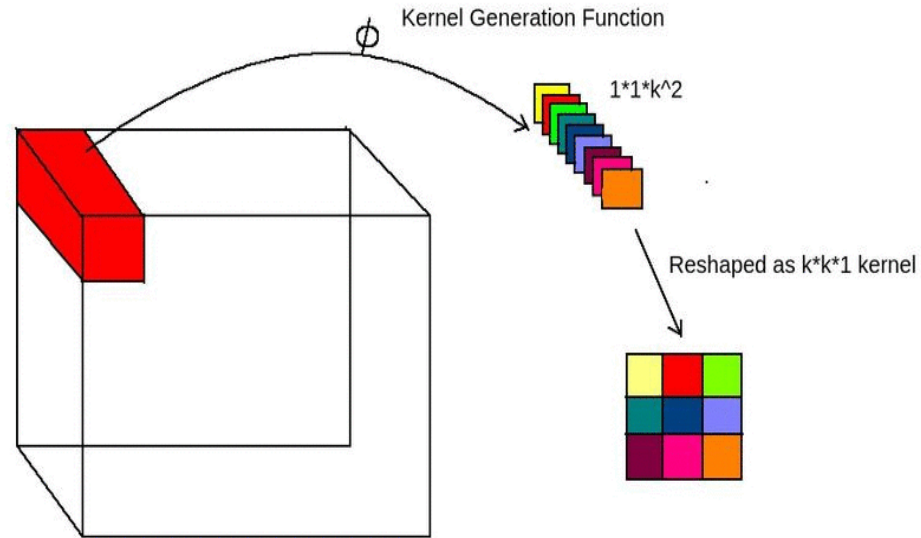 Kernel Generation Function
ϕ
1*1*k^2
Reshaped as k*k*1 kernel